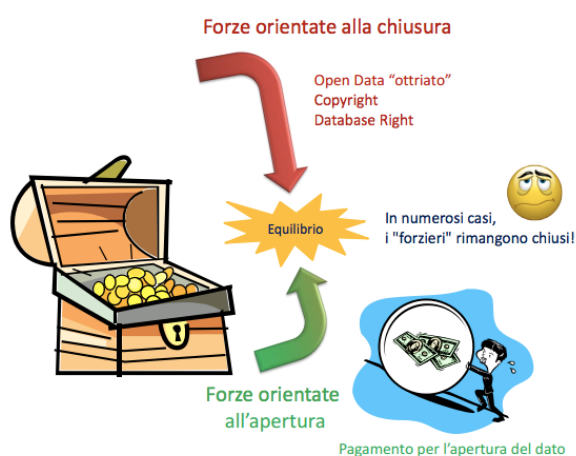 Forze orientate alla chiusura
Open Data “ottriato”
Copyright
Database Right
Equilibrio
In numerosi casi,
i "forzieri" rimangono chiusi!
Forze orientate
all’apertura
Pagamento per l’apertura del dato